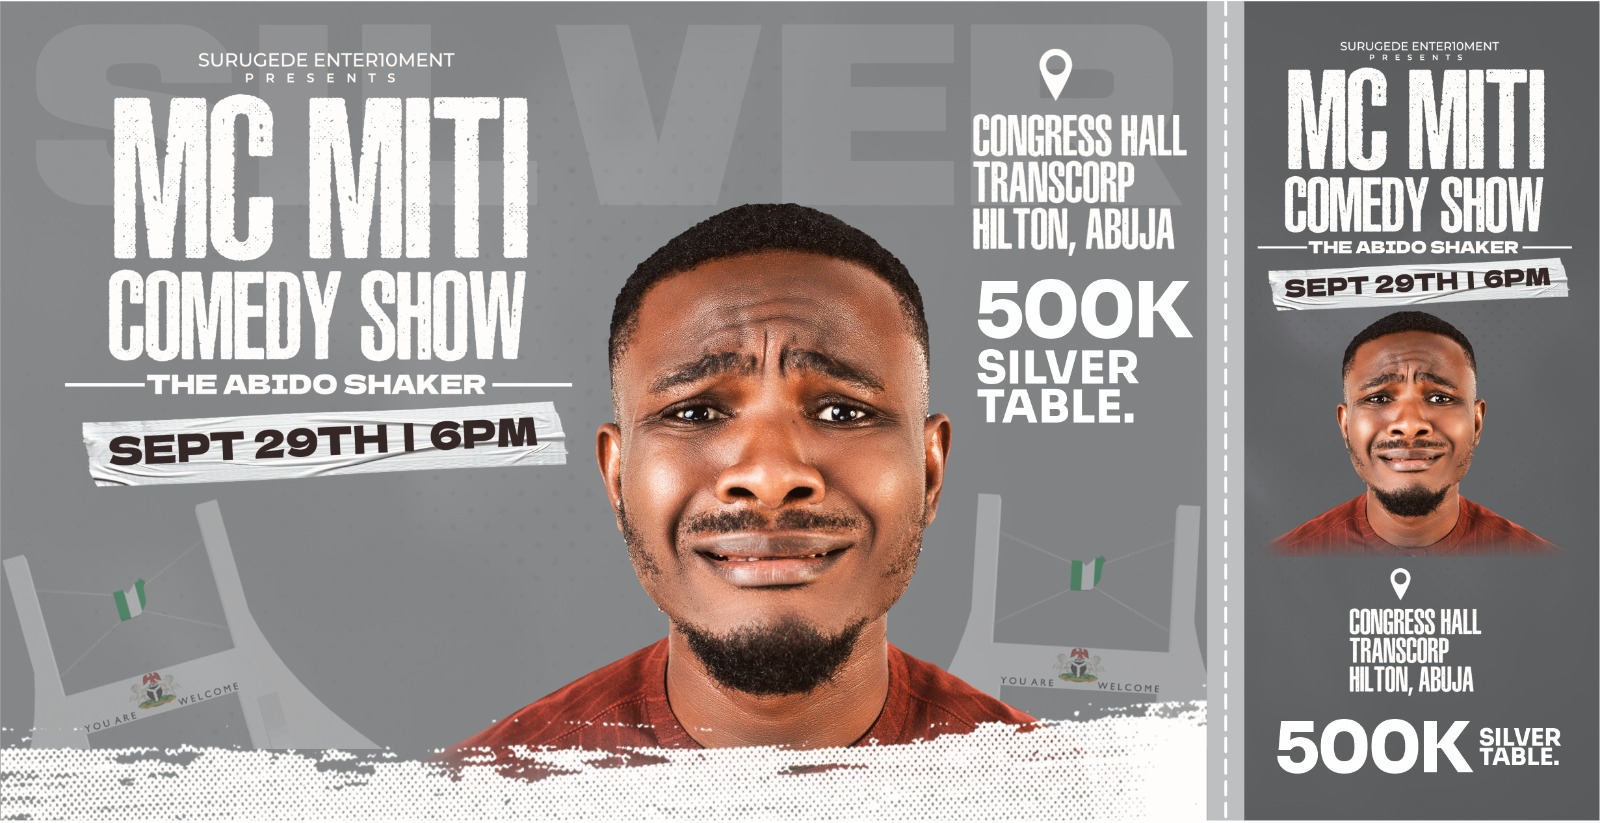 SILVER
SURUGEDE ENTER10MENT
PRESENTS
MC MITI
COMEDY SHOW
THE ABIDO SHAKER
SEPT 29TH | 6PM
CONGRESS HALL
TRANSCORP
HILTON, ABUJA
500K
SILVER
TABLE.
YOU ARE WELCOME
YOU ARE WELCOME
SURUGEDE ENTER10MENT
PRESENTS
MC MITI
COMEDY SHOW
THE ABIDO SHAKER
SEPT 29TH | 6PM
CONGRESS HALL
TRANSCORP
HILTON, ABUJA
500K SILVER
TABLE.